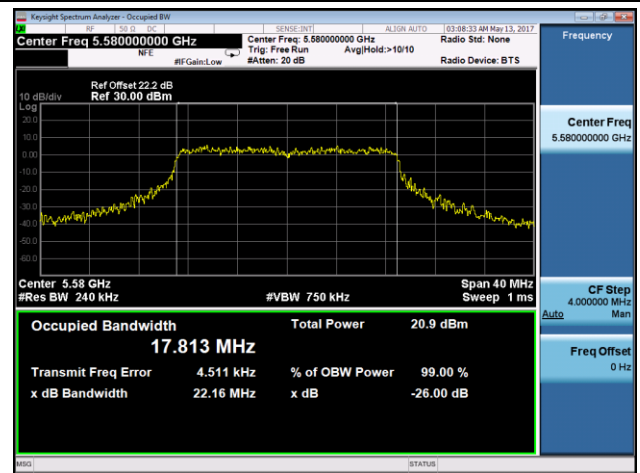 Keysight Spectrum Analyzer - Occupied BW
RF 50 Ω DC SENSE:INT ALIGN AUTO 03:08:33 AM May 13, 2017
Center Freq 5.580000000 GHz
NFE
#IFGain:Low
Center Freq: 5.580000000 GHz
Trig: Free Run Avg|Hold:>10/10
#Atten: 20 dB
Radio Std: None
Radio Device: BTS
Ref Offset 22.2 dB
10 dB/div Ref 30.00 dBm
Log
20.0
10.0
0.00
-10.0
-20.0
-30.0
-40.0
-50.0
-60.0
Center 5.58 GHz Span 40 MHz
#Res BW 240 kHz #VBW 750 kHz Sweep 1 ms
Occupied Bandwidth Total Power 20.9 dBm
17.813 MHz
Transmit Freq Error 4.511 kHz % of OBW Power 99.00 %
x dB Bandwidth 22.16 MHz x dB -26.00 dB
MSG STATUS
Frequency
Center Freq
5.580000000 GHz
CF Step
4.000000 MHz
Auto Man
Freq Offset
0 Hz